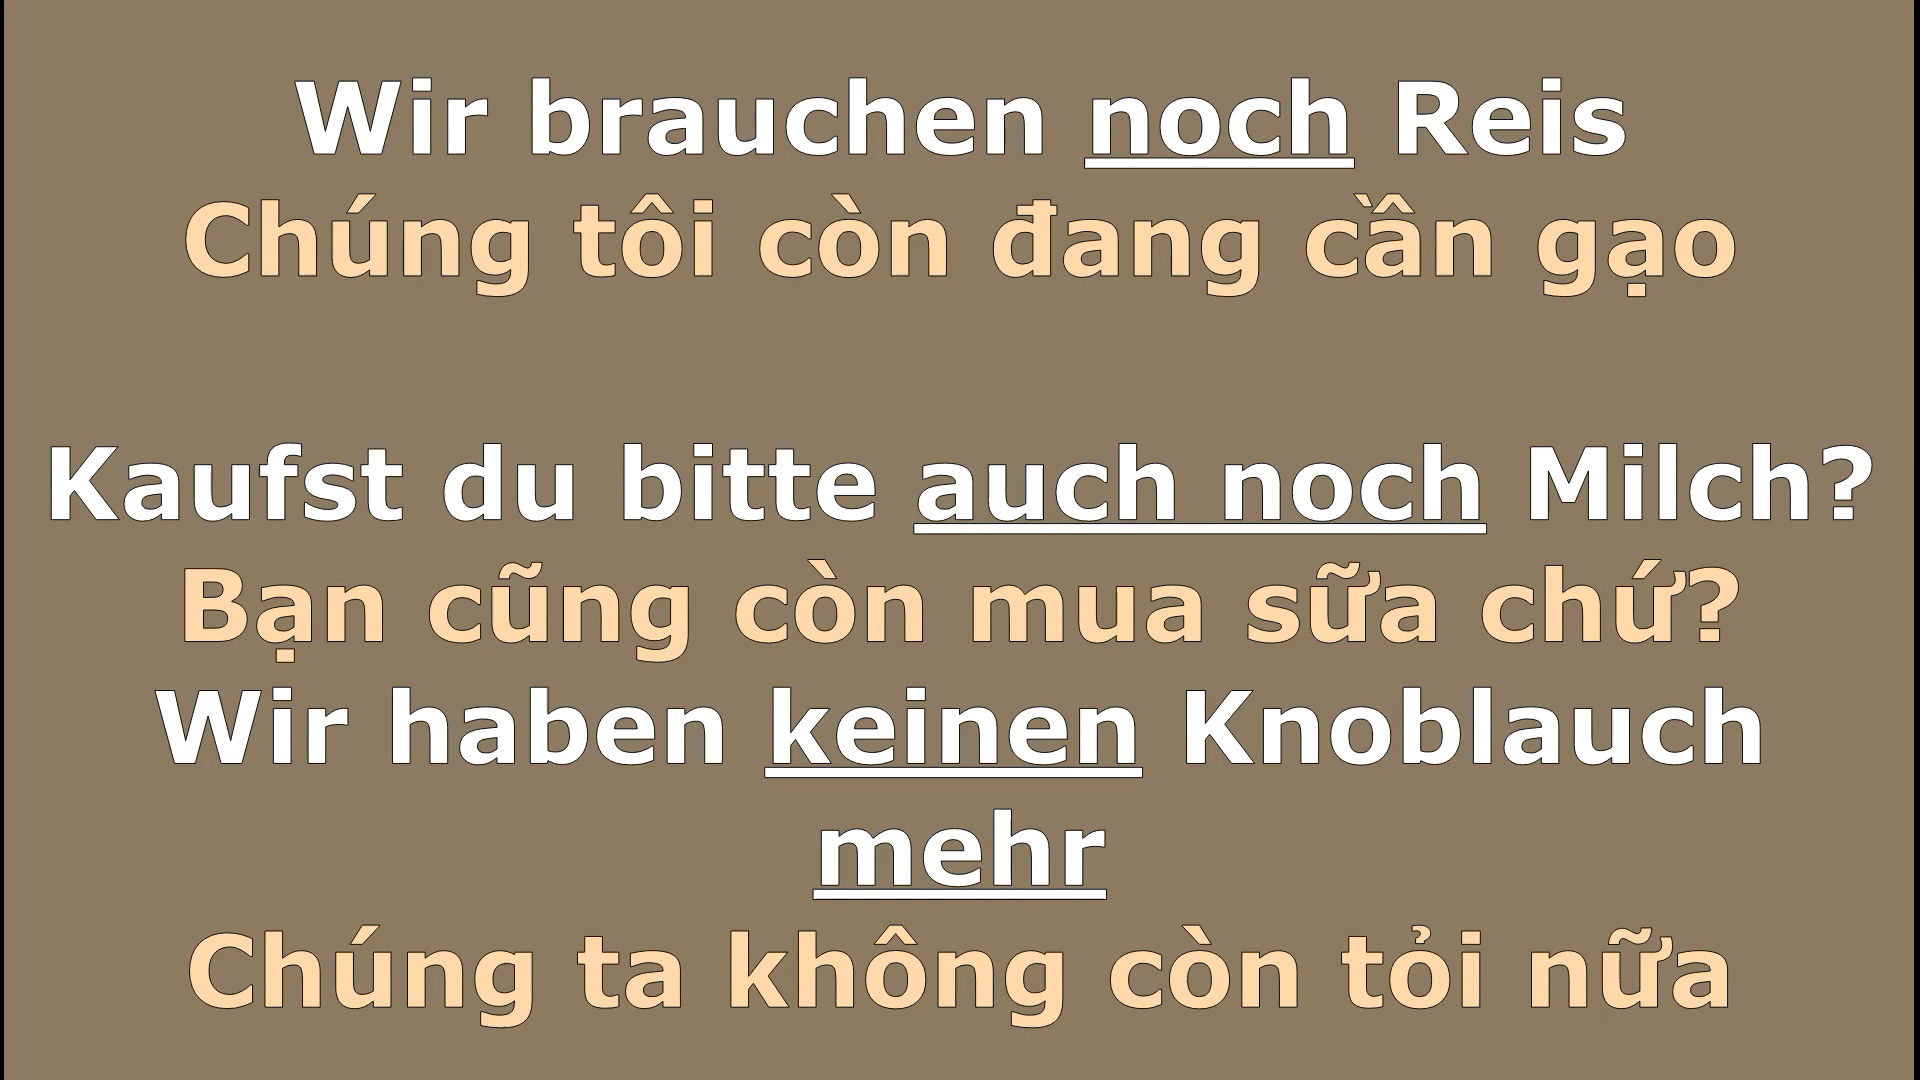 Wir brauchen noch Reis
Chúng tôi còn đang cần gạo
Kaufst du bitte auch noch Milch?
Bạn cũng còn mua sữa chứ?
Wir haben keinen Knoblauch
mehr
Chúng ta không còn tỏi nữa